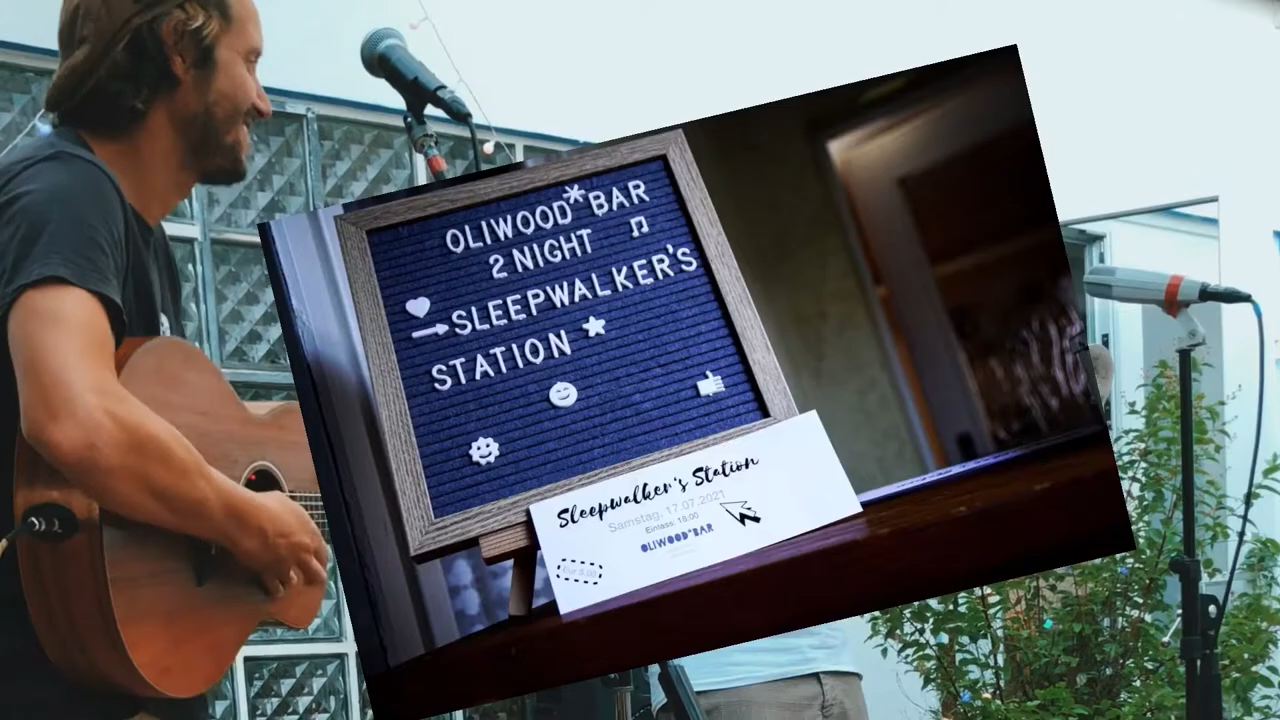 OLIWOOD*BAR
2 NIGHT
SLEEPWALKER'S
STATION
Sleepwalker's Station
Samstag, 17.07.2021
Einlass: 18:00
OLIWOOD*BAR